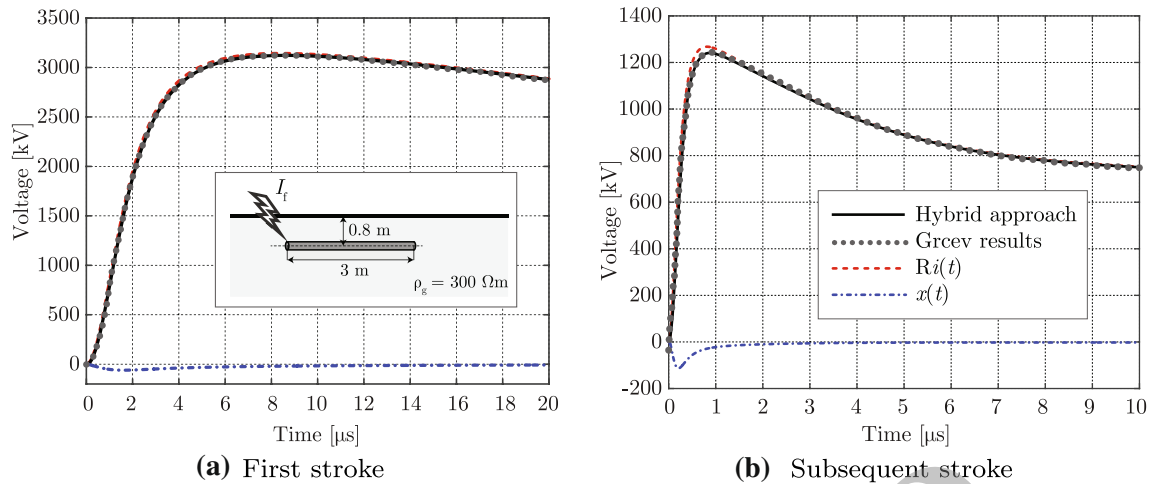 3500
3000
2500
2000
1500
1000
500
0
Voltage [kV]
I_f
0.8 m
3 m
ρ_g = 300 Ωm
0 2 4 6 8 10 12 14 16 18 20
Time [μs]
(a) First stroke
1400
1200
1000
800
600
400
200
0
-200
Voltage [kV]
Hybrid approach
Grcev results
Ri(t)
x(t)
0 1 2 3 4 5 6 7 8 9 10
Time [μs]
(b) Subsequent stroke